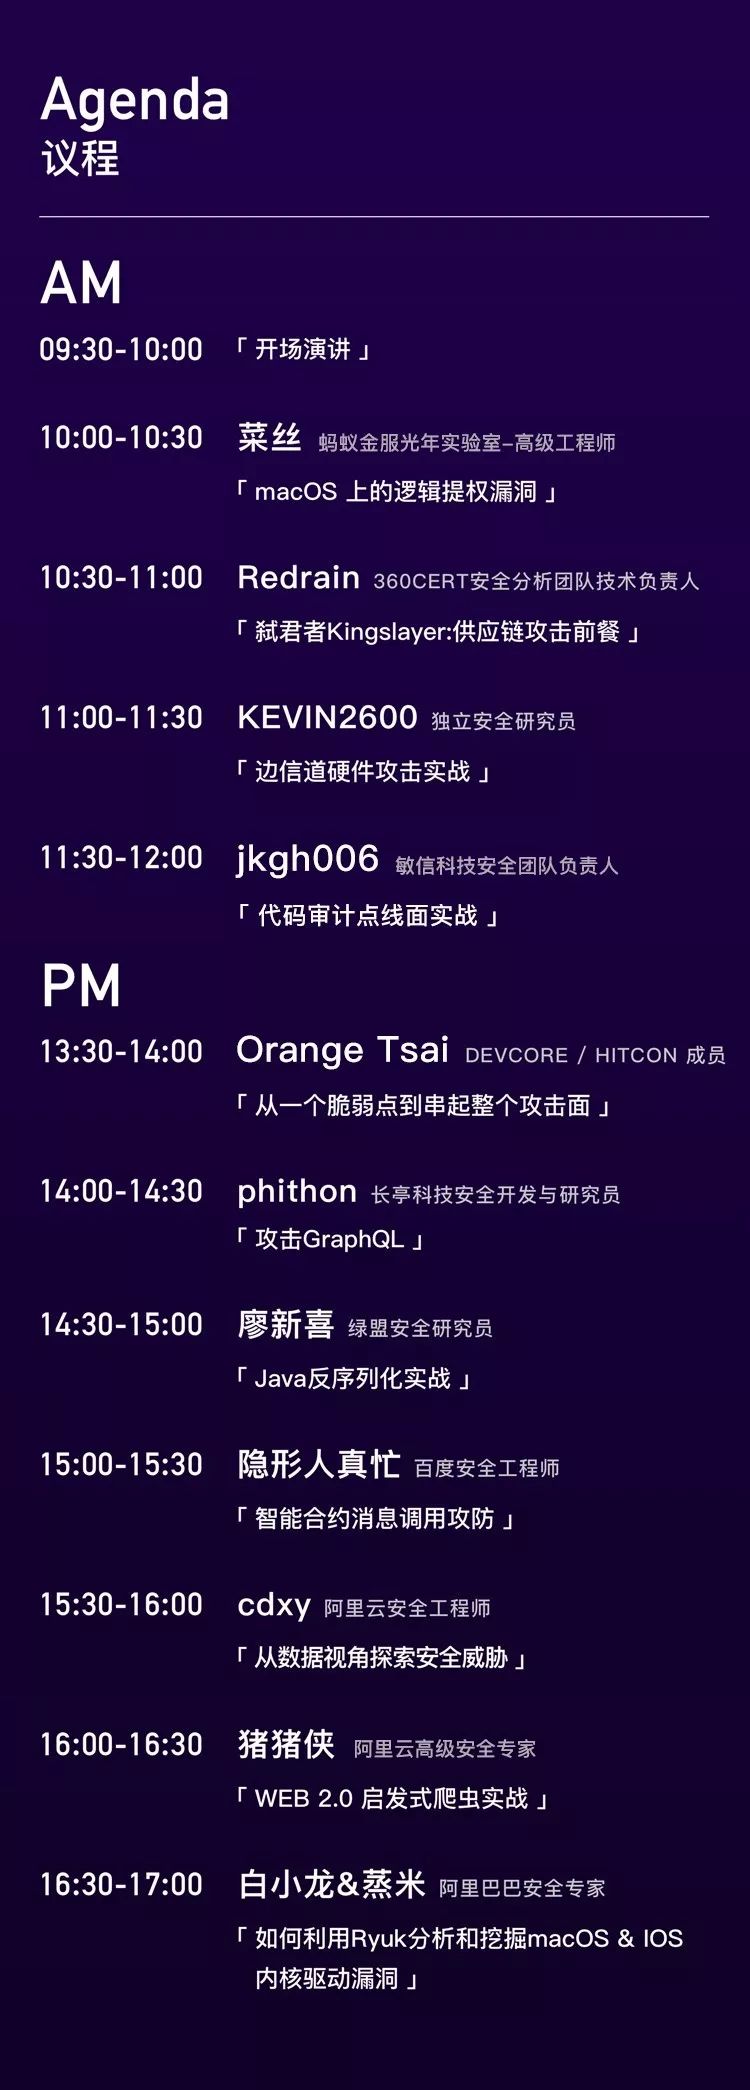 Agenda
议程
AM
09:30-10:00 「 开场演讲 」
10:00-10:30 菜丝 蚂蚁金服光年实验室-高级工程师
「 macOS 上的逻辑提权漏洞 」
10:30-11:00 Redrain 360CERT安全分析团队技术负责人
「 弑君者Kingslayer:供应链攻击前餐 」
11:00-11:30 KEVIN2600 独立安全研究员
「 边信道硬件攻击实战 」
11:30-12:00 jkgh006 敏信科技安全团队负责人
「 代码审计点线面实战 」
PM
13:30-14:00 Orange Tsai DEVCORE / HITCON 成员
「 从一个脆弱点到串起整个攻击面 」
14:00-14:30 phithon 长亭科技安全开发与研究员
「 攻击GraphQL 」
14:30-15:00 廖新喜 绿盟安全研究员
「 Java反序列化实战 」
15:00-15:30 隐形人真忙 百度安全工程师
「 智能合约消息调用攻防 」
15:30-16:00 cdxy 阿里云安全工程师
「 从数据视角探索安全威胁 」
16:00-16:30 猪猪侠 阿里云高级安全专家
「 WEB 2.0 启发式爬虫实战 」
16:30-17:00 白小龙&蒸米 阿里巴巴安全专家
「 如何利用Ryuk分析和挖掘macOS & IOS
内核驱动漏洞 」